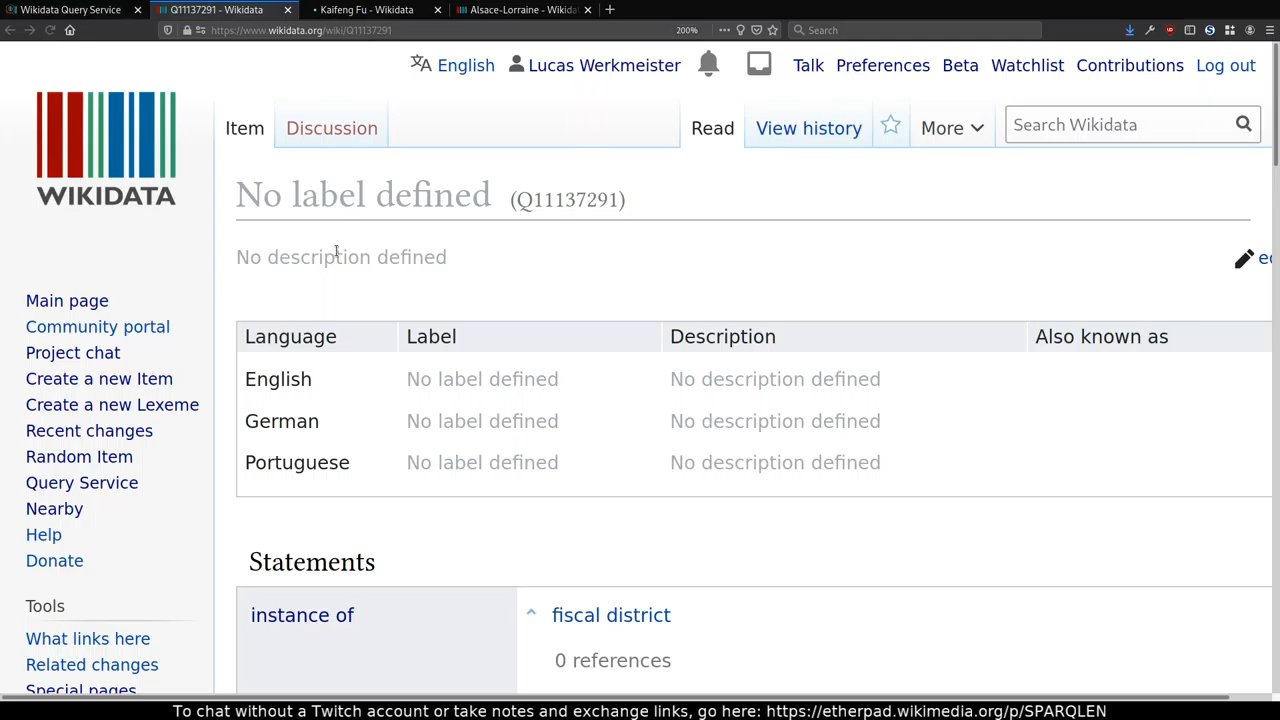 Wikidata Query Service
Q11137291 - Wikidata
Kaifeng Fu - Wikidata
Alsace-Lorraine - Wikidat
https://www.wikidata.org/wiki/Q11137291
200%
Search
English
Lucas Werkmeister
Talk
Preferences
Beta
Watchlist
Contributions
Log out
WIKIDATA
Item
Discussion
Read
View history
More
Search Wikidata
No label defined (Q11137291)
No description defined
ed
Main page
Community portal
Project chat
Create a new Item
Create a new Lexeme
Recent changes
Random Item
Query Service
Nearby
Help
Donate
Tools
What links here
Related changes
Special pages
Language Label Description Also known as
English No label defined No description defined
German No label defined No description defined
Portuguese No label defined No description defined
Statements
instance of
fiscal district
0 references
To chat without a Twitch account or take notes and exchange links, go here: https://etherpad.wikimedia.org/p/SPARQLEN